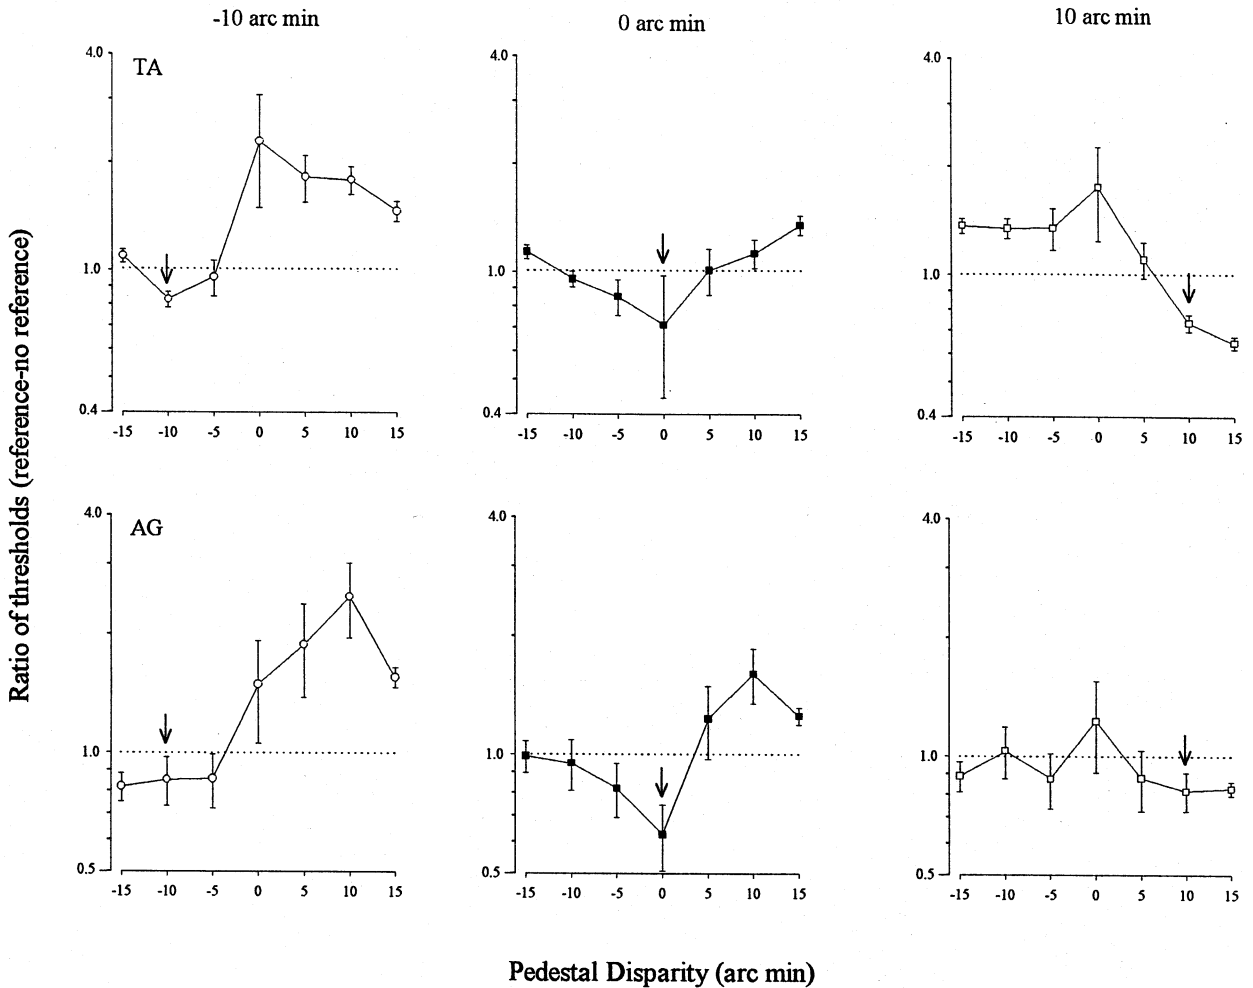 -10 arc min 0 arc min 10 arc min
TA
4.0 4.0 4.0
1.0 1.0 1.0
0.4 0.4 0.4
-15 -10 -5 0 5 10 15 -15 -10 -5 0 5 10 15 -15 -10 -5 0 5 10 15
Ratio of thresholds (reference-no reference)
AG
4.0 4.0 4.0
1.0 1.0 1.0
0.5 0.5 0.5
-15 -10 -5 0 5 10 15 -15 -10 -5 0 5 10 15 -15 -10 -5 0 5 10 15
Pedestal Disparity (arc min)